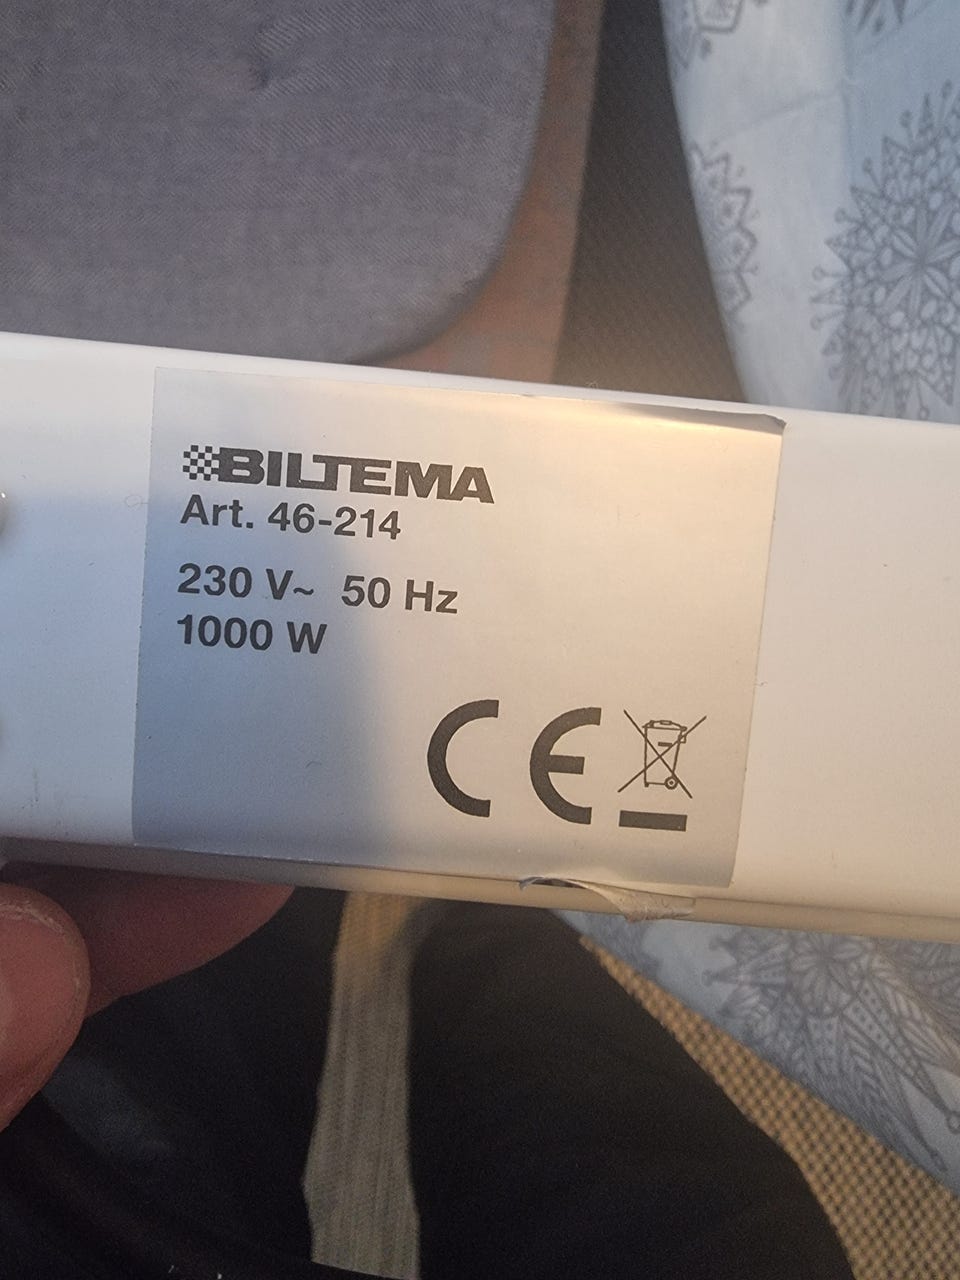 BILTEMA
Art. 46-214
230 V~ 50 Hz
1000 W
CE